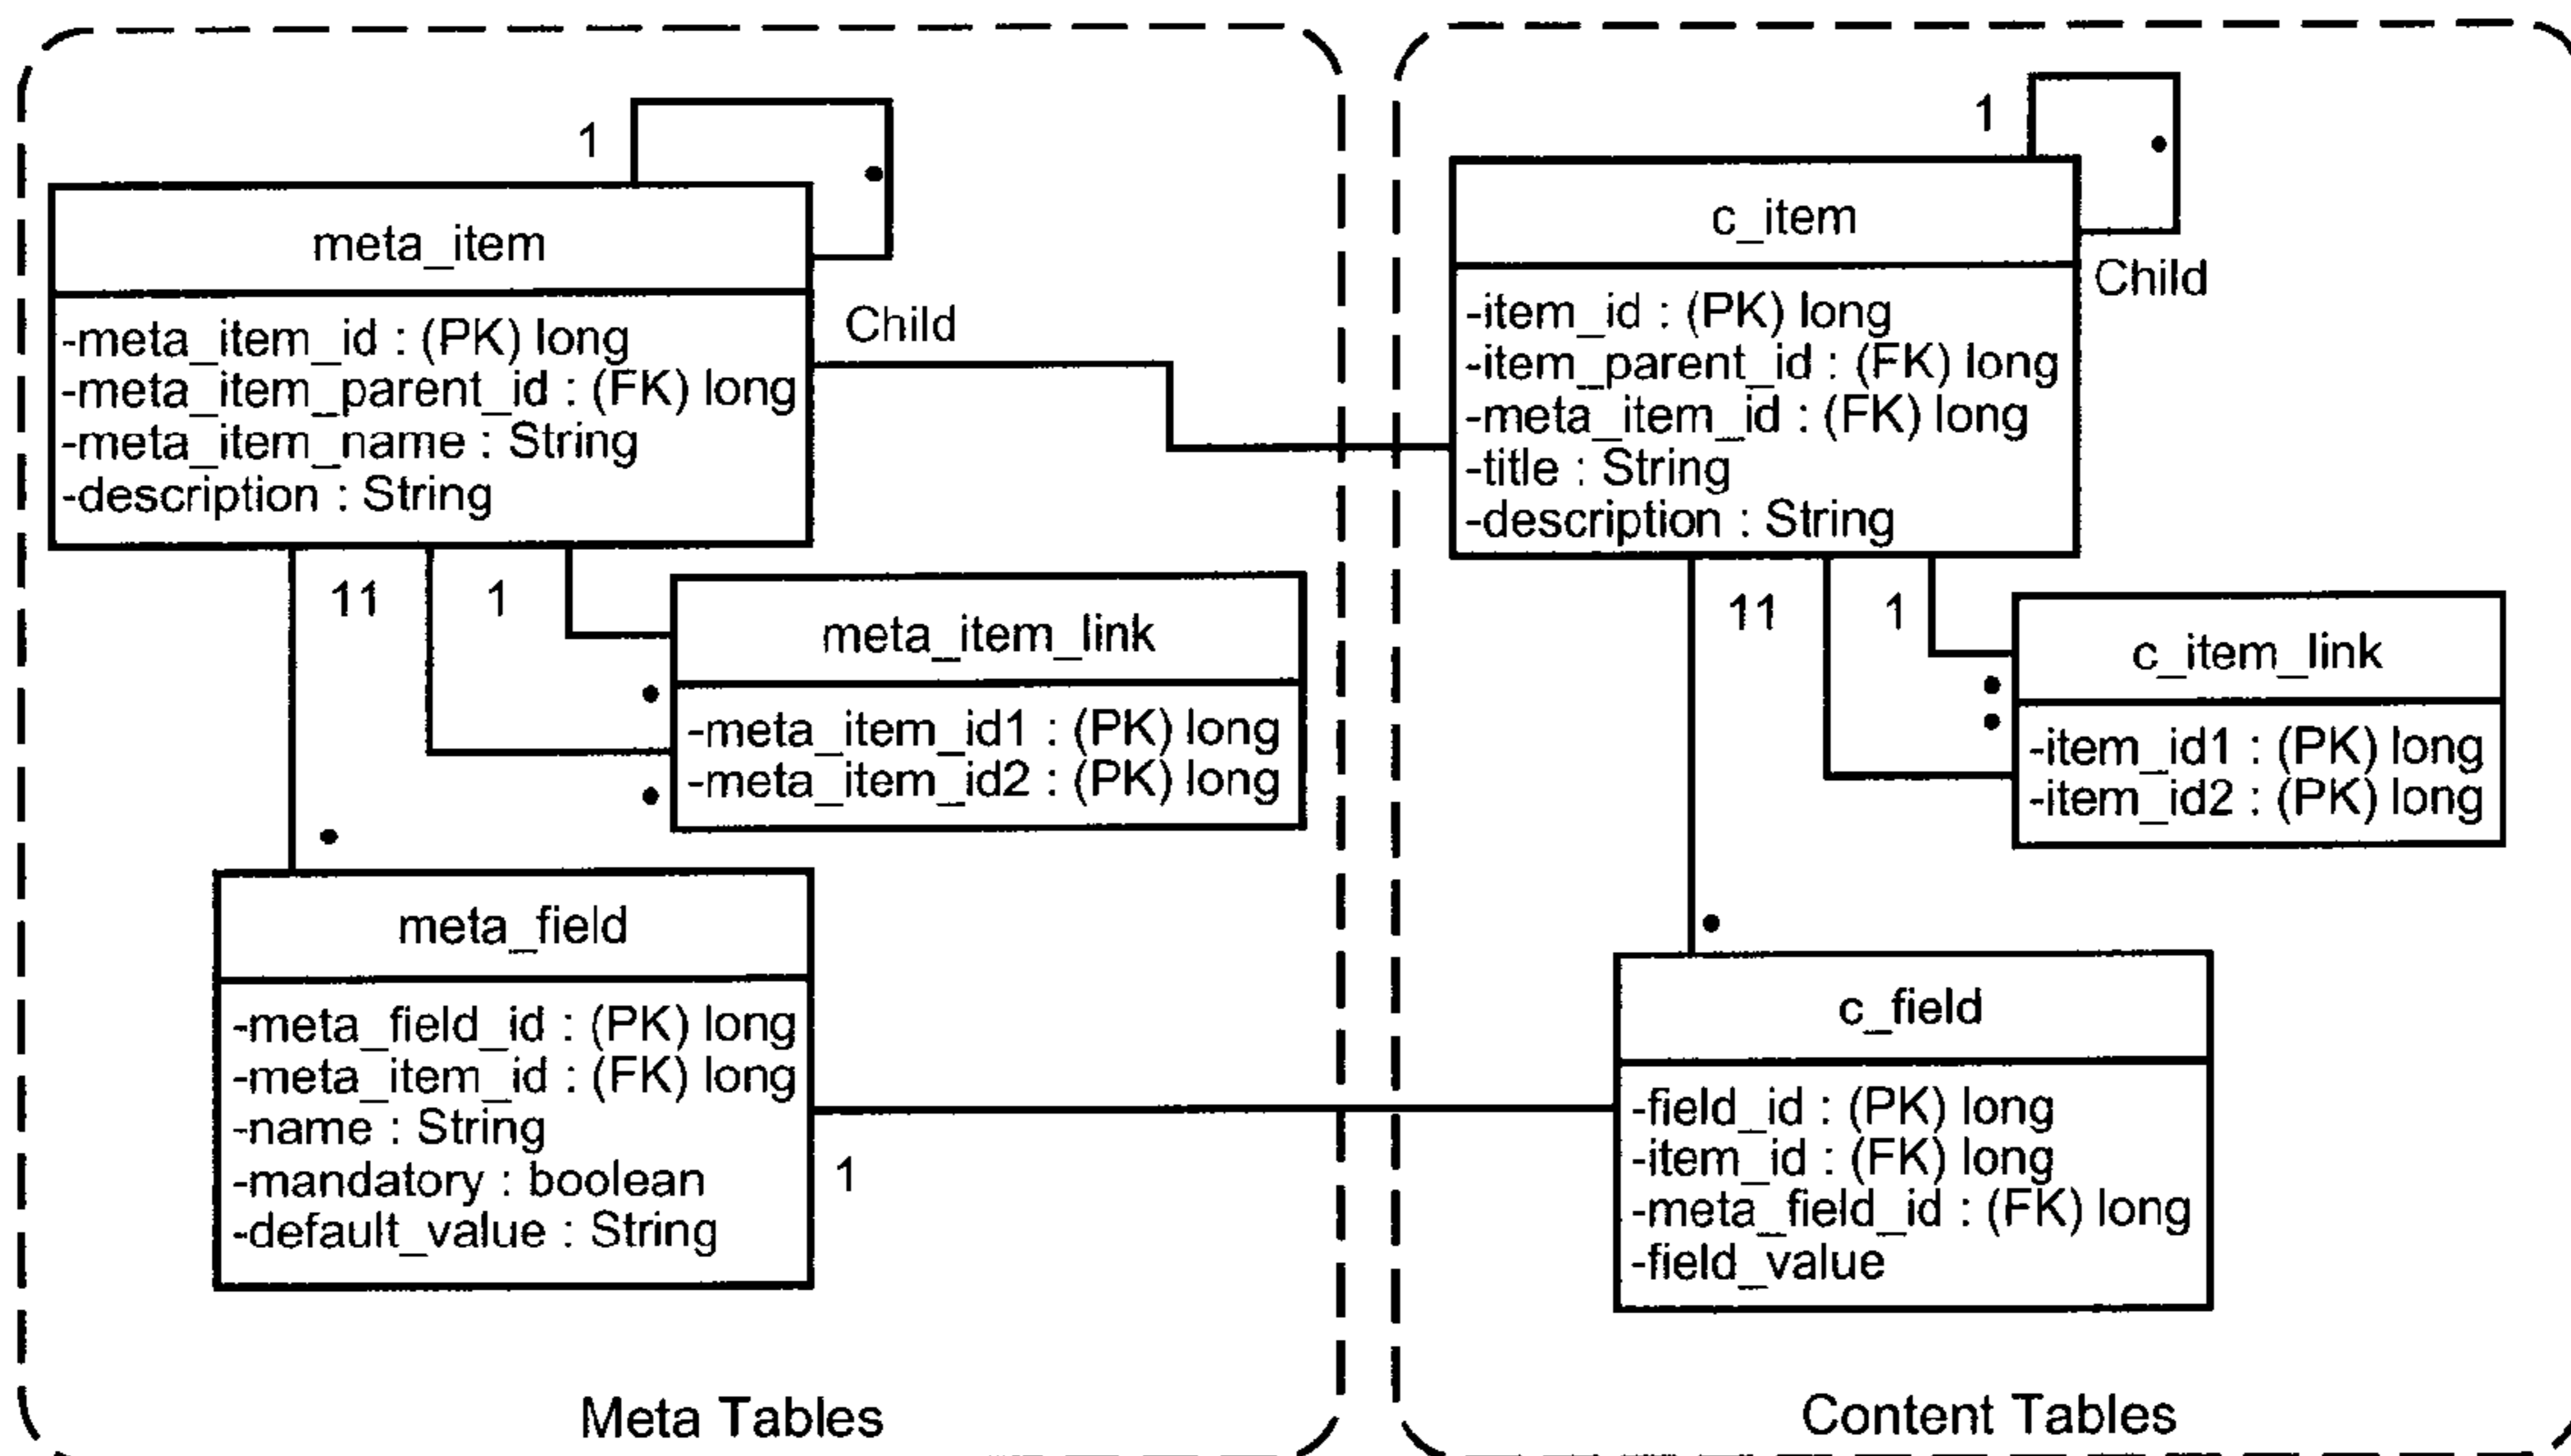 1
meta_item
-meta_item_id : (PK) long
-meta_item_parent_id : (FK) long
-meta_item_name : String
-description : String
Child
11
1
meta_item_link
-meta_item_id1 : (PK) long
-meta_item_id2 : (PK) long
meta_field
-meta_field_id : (PK) long
-meta_item_id : (FK) long
-name : String
-mandatory : boolean
-default_value : String
1
Meta Tables
1
c_item
-item_id : (PK) long
-item_parent_id : (FK) long
-meta_item_id : (FK) long
-title : String
-description : String
Child
11
1
c_item_link
-item_id1 : (PK) long
-item_id2 : (PK) long
c_field
-field_id : (PK) long
-item_id : (FK) long
-meta_field_id : (FK) long
-field_value
Content Tables